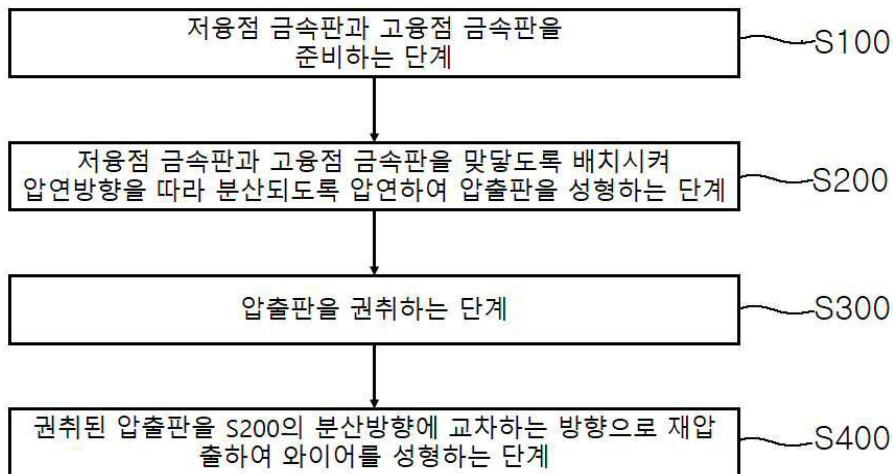 저융점 금속판과 고융점 금속판을
준비하는 단계
S100
저융점 금속판과 고융점 금속판을 맞닿도록 배치시켜
압연방향을 따라 분산되도록 압연하여 압출판을 성형하는 단계
S200
압출판을 권취하는 단계
S300
권취된 압출판을 S200의 분산방향에 교차하는 방향으로 재압
출하여 와이어를 성형하는 단계
S400